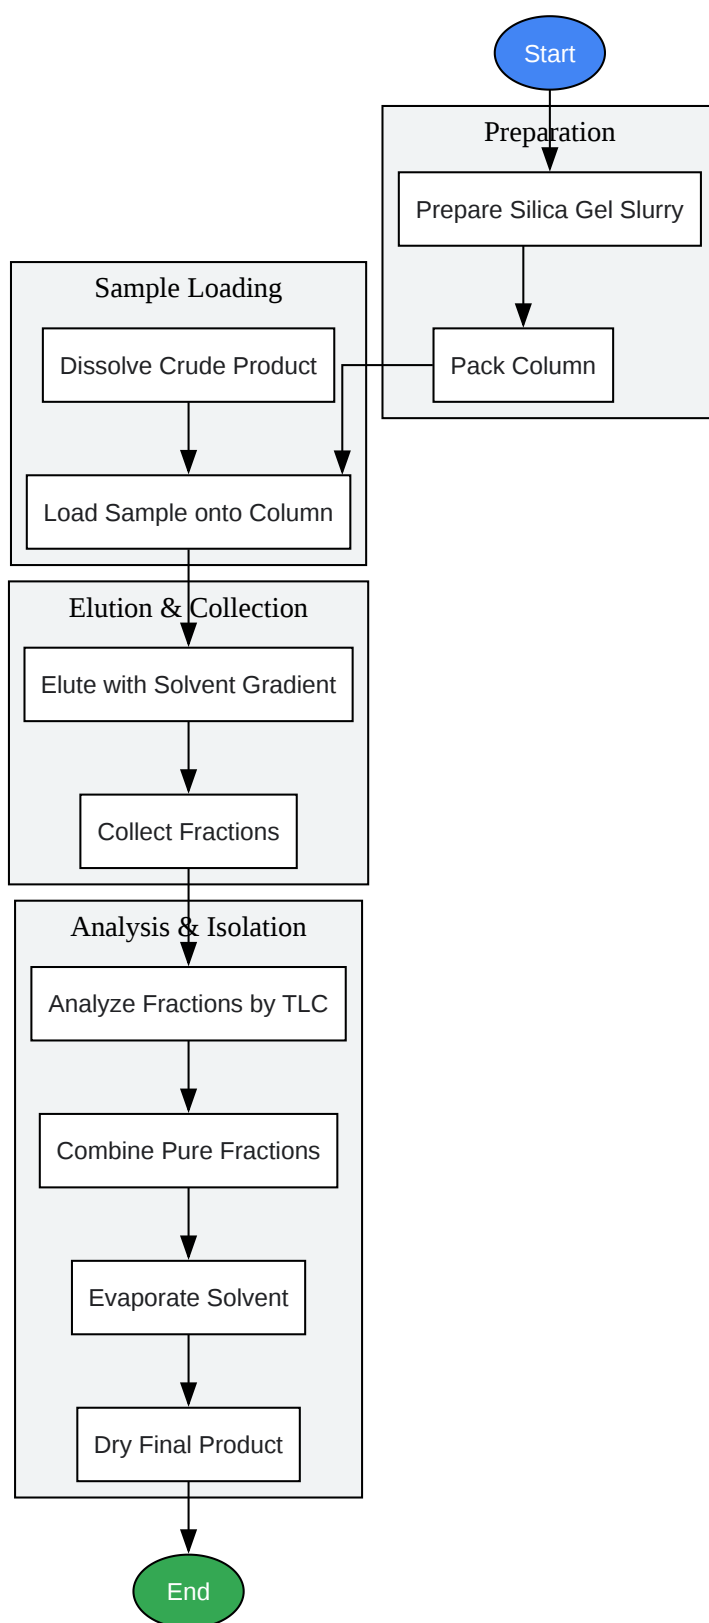 Start
Preparation
Prepare Silica Gel Slurry
Pack Column
Sample Loading
Dissolve Crude Product
Load Sample onto Column
Elution & Collection
Elute with Solvent Gradient
Collect Fractions
Analysis & Isolation
Analyze Fractions by TLC
Combine Pure Fractions
Evaporate Solvent
Dry Final Product
End